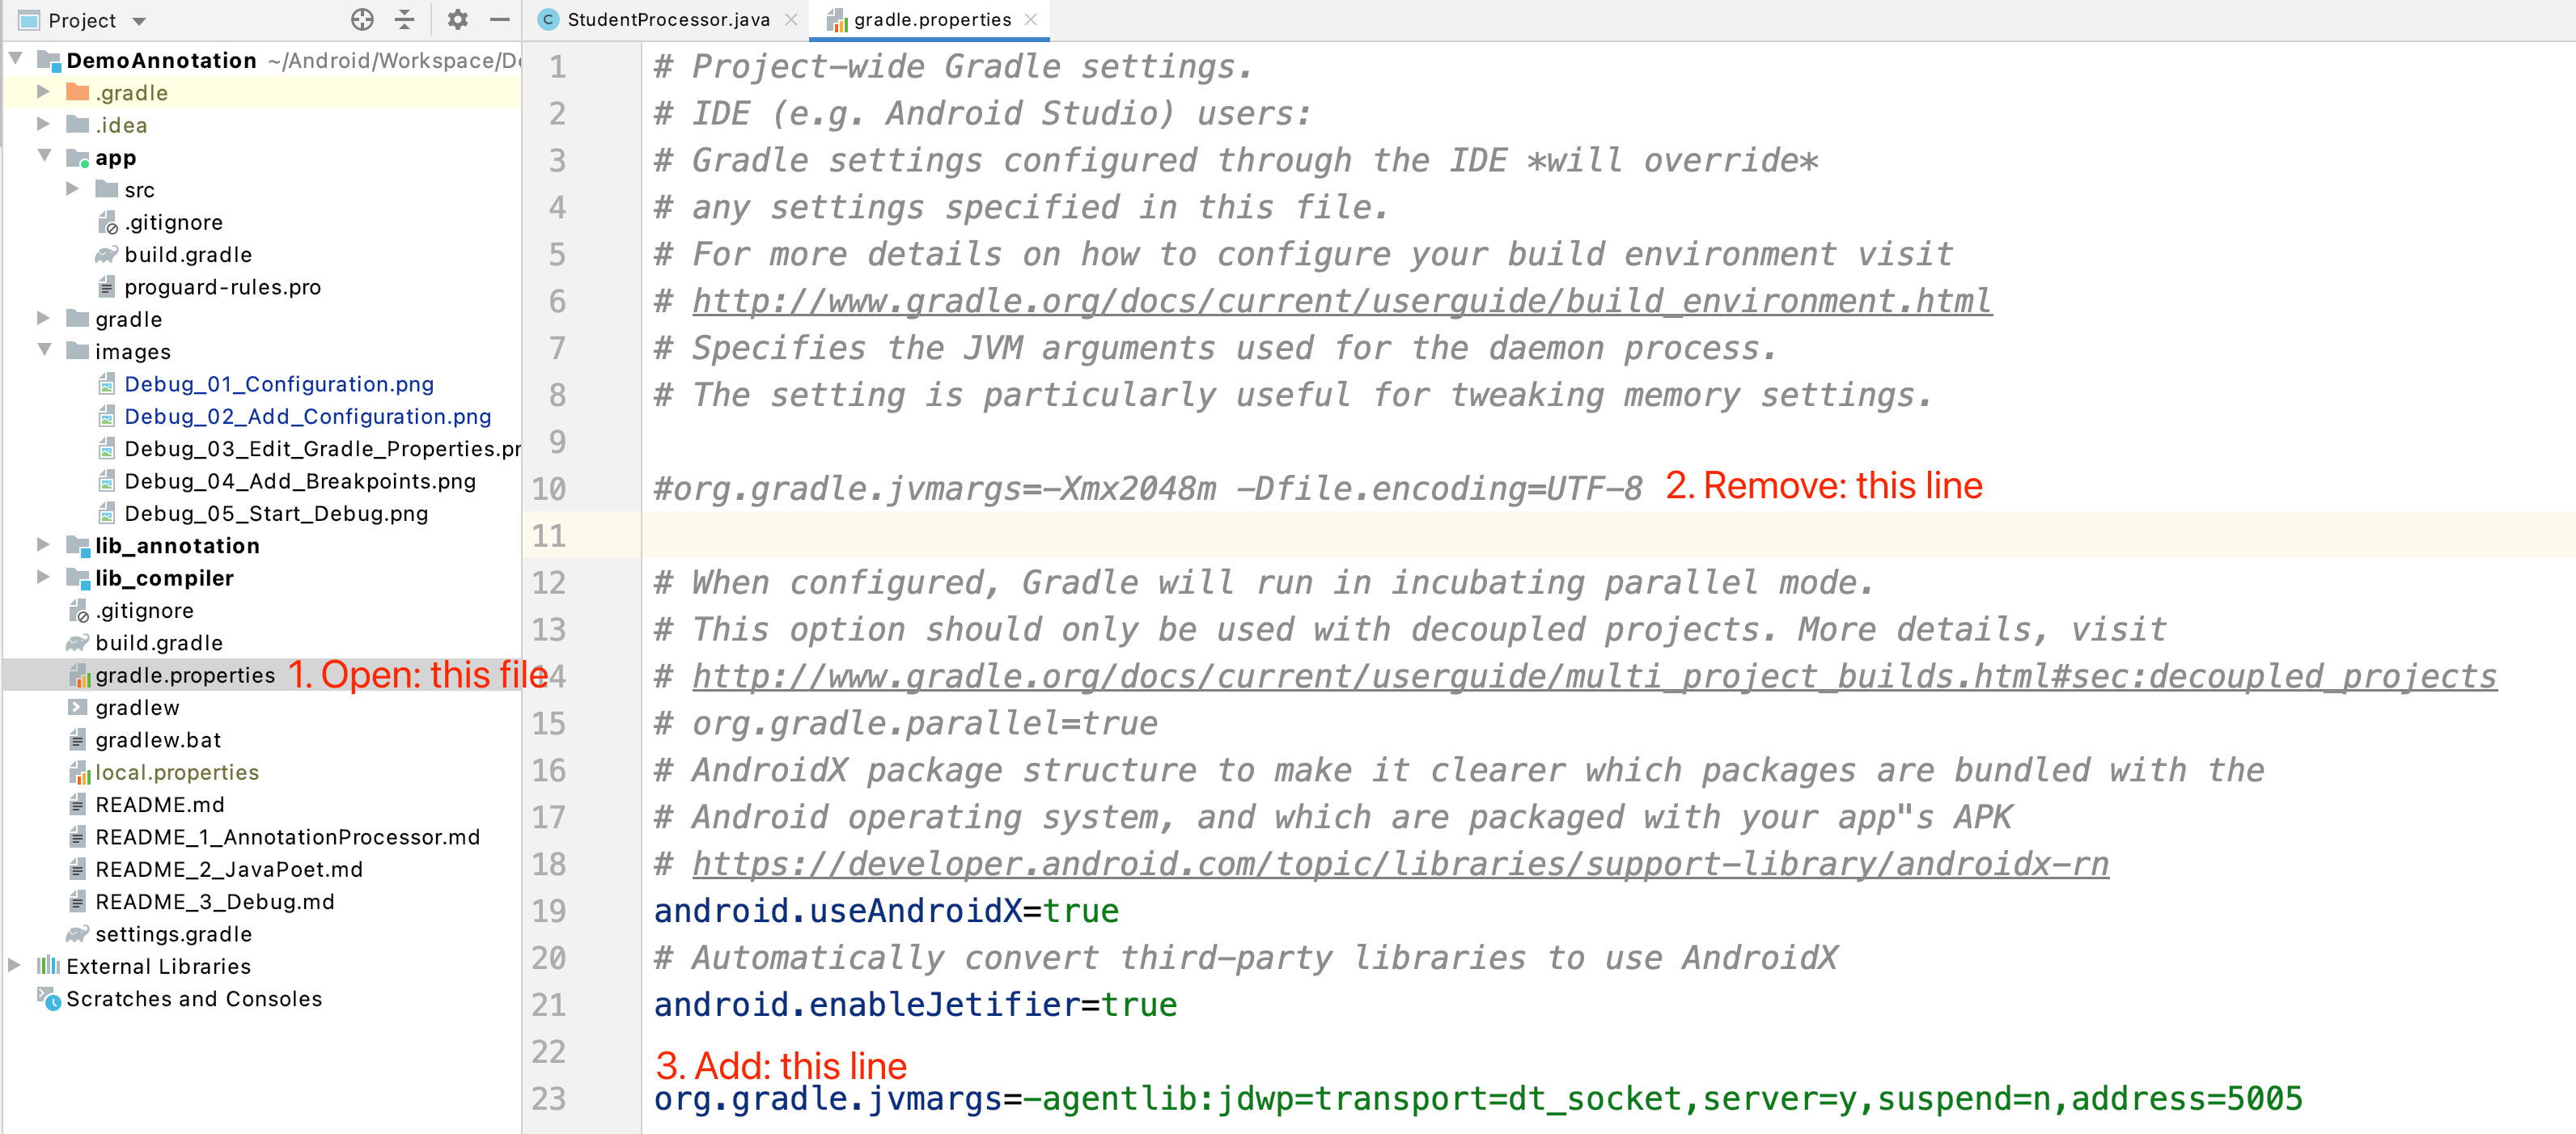 Project
DemoAnnotation ~/Android/Workspace/D
.gradle
.idea
app
src
.gitignore
build.gradle
proguard-rules.pro
gradle
images
Debug_01_Configuration.png
Debug_02_Add_Configuration.png
Debug_03_Edit_Gradle_Properties.pr
Debug_04_Add_Breakpoints.png
Debug_05_Start_Debug.png
lib_annotation
lib_compiler
.gitignore
build.gradle
gradle.properties 1. Open: this file
gradlew
gradlew.bat
local.properties
README.md
README_1_AnnotationProcessor.md
README_2_JavaPoet.md
README_3_Debug.md
settings.gradle
External Libraries
Scratches and Consoles
C StudentProcessor.java gradle.properties
1 # Project-wide Gradle settings.
2 # IDE (e.g. Android Studio) users:
3 # Gradle settings configured through the IDE *will override*
4 # any settings specified in this file.
5 # For more details on how to configure your build environment visit
6 # http://www.gradle.org/docs/current/userguide/build_environment.html
7 # Specifies the JVM arguments used for the daemon process.
8 # The setting is particularly useful for tweaking memory settings.
9
10 #org.gradle.jvmargs=-Xmx2048m -Dfile.encoding=UTF-8 2. Remove: this line
11
12 # When configured, Gradle will run in incubating parallel mode.
13 # This option should only be used with decoupled projects. More details, visit
14 # http://www.gradle.org/docs/current/userguide/multi_project_builds.html#sec:decoupled_projects
15 # org.gradle.parallel=true
16 # AndroidX package structure to make it clearer which packages are bundled with the
17 # Android operating system, and which are packaged with your app"s APK
18 # https://developer.android.com/topic/libraries/support-library/androidx-rn
19 android.useAndroidX=true
20 # Automatically convert third-party libraries to use AndroidX
21 android.enableJetifier=true
22 3. Add: this line
23 org.gradle.jvmargs=-agentlib:jdwp=transport=dt_socket,server=y,suspend=n,address=5005